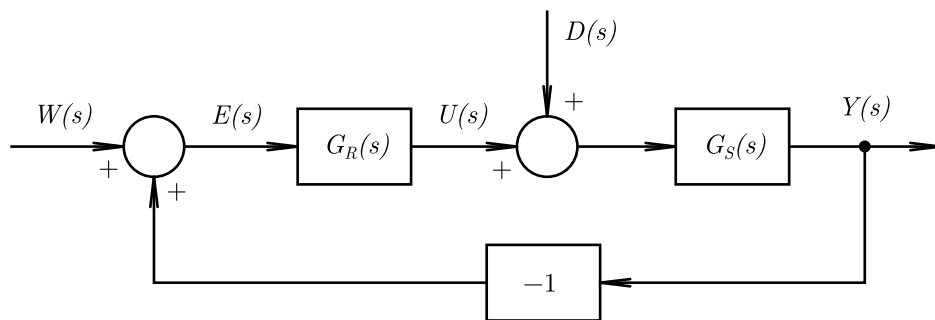 D(s)
W(s)
E(s)
U(s)
+
Y(s)
G_R(s)
G_S(s)
+
+
+
−1